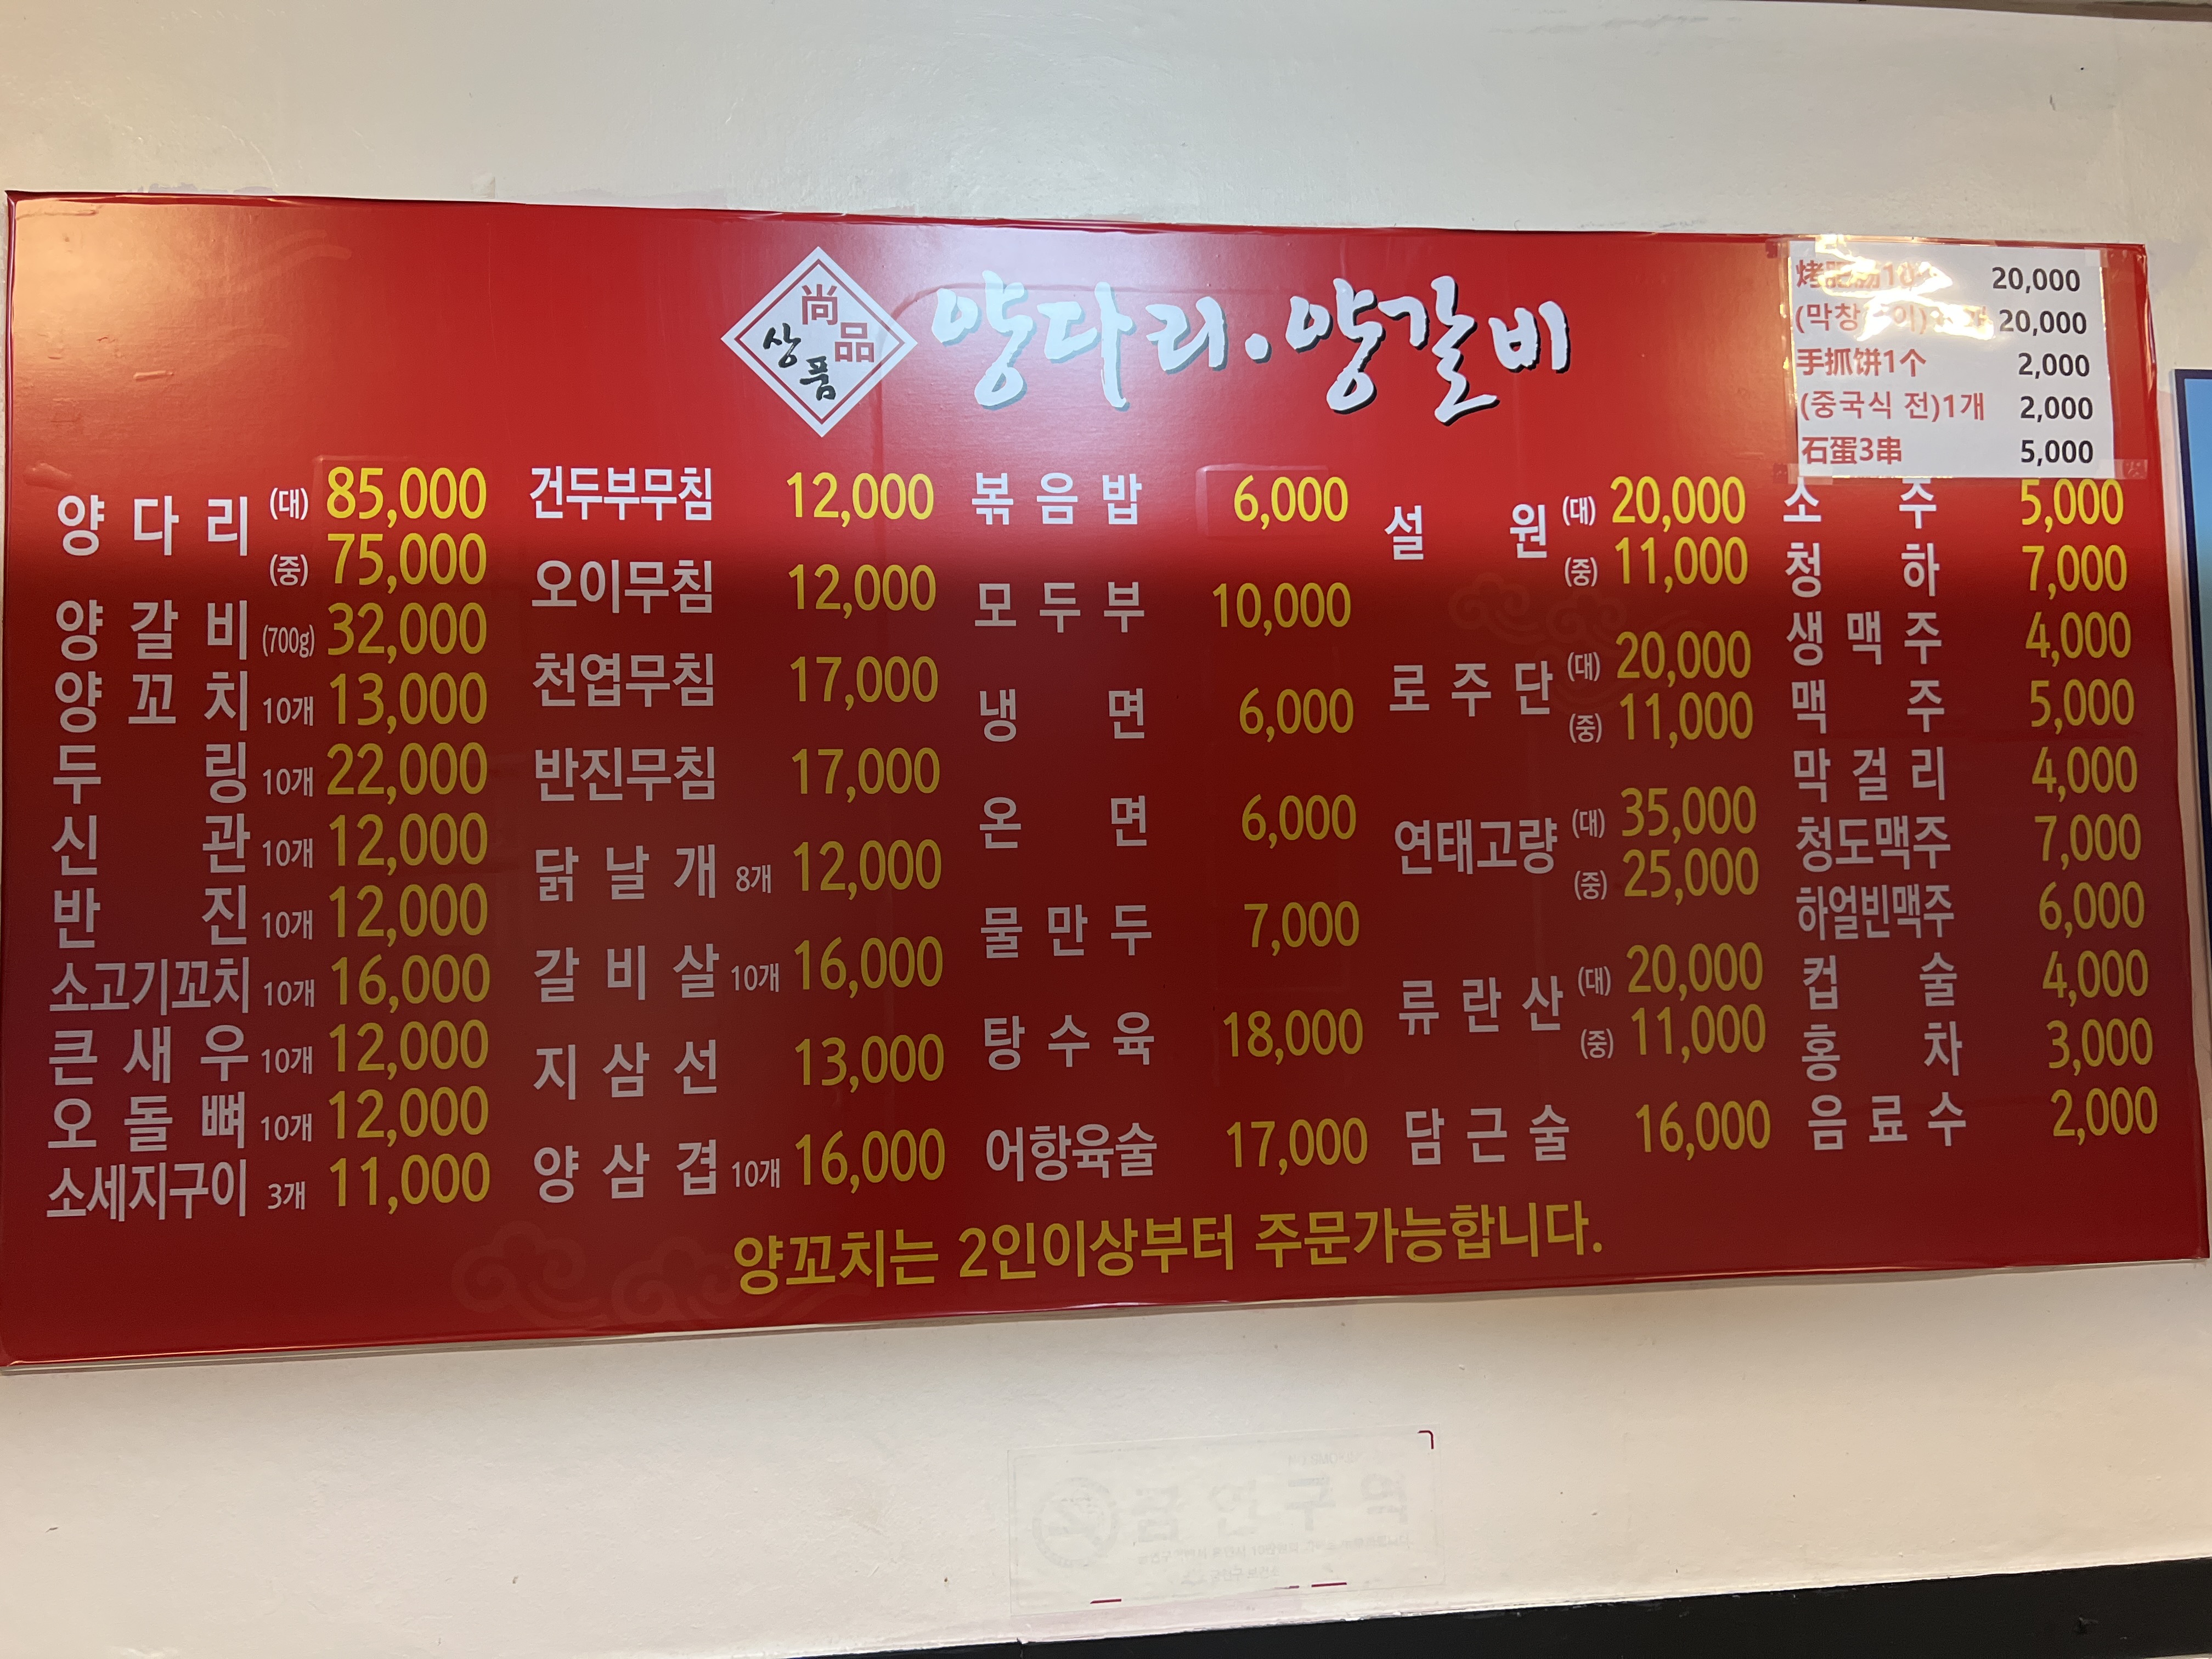 尚品
상품
양다리·양갈비
20,000
20,000
手抓饼1个 2,000
(중국식 전)1개 2,000
石蛋3串 5,000
양다리 (대) 85,000
(중) 75,000
양갈비 (700g) 32,000
양꼬치 10개 13,000
두링 10개 22,000
신관 10개 12,000
반진 10개 12,000
소고기꼬치 10개 16,000
큰새우 10개 12,000
오돌뼈 10개 12,000
소세지구이 3개 11,000
건두부무침 12,000
오이무침 12,000
천엽무침 17,000
반진무침 17,000
닭날개 8개 12,000
갈비살 10개 16,000
지삼선 13,000
양삼겹 10개 16,000
볶음밥 6,000
모두부 10,000
냉면 6,000
온면 6,000
물만두 7,000
탕수육 18,000
어항육술 17,000
설원 (대) 20,000
(중) 11,000
로주단 (대) 20,000
(중) 11,000
연태고량 (대) 35,000
(중) 25,000
류란산 (대) 20,000
(중) 11,000
담근술 16,000
소주 5,000
청하 7,000
생맥주 4,000
맥주 5,000
막걸리 4,000
청도맥주 7,000
하얼빈맥주 6,000
컵술 4,000
홍차 3,000
음료수 2,000
양꼬치는 2인이상부터 주문가능합니다.